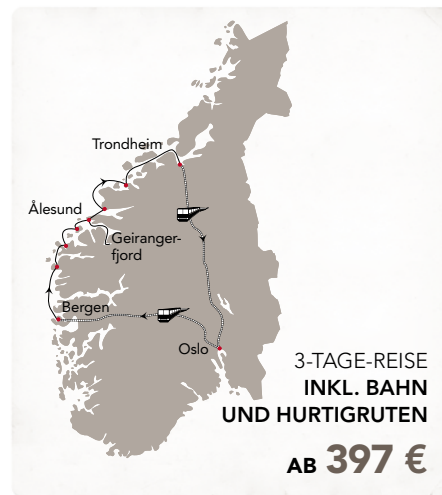 Trondheim
Ålesund
Geiranger-
fjord
Bergen
Oslo
3-TAGE-REISE
INKL. BAHN
UND HURTIGRUTEN
AB 397 €